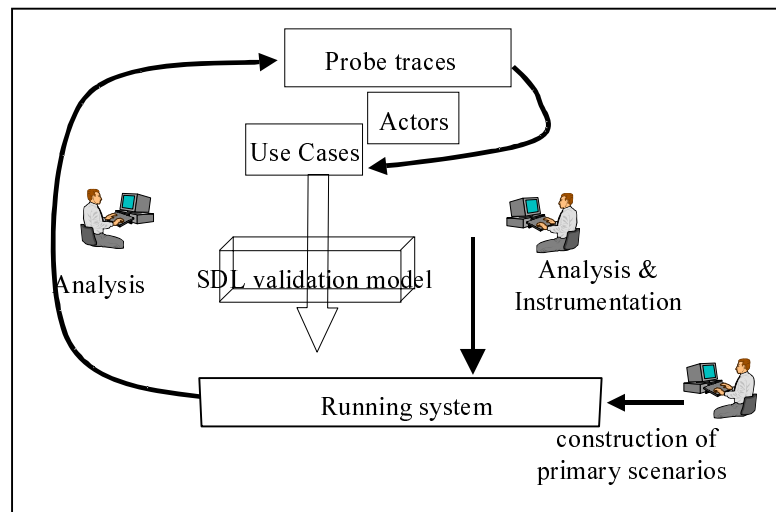 Probe traces
Actors
Use Cases
Analysis
SDL validation model
Analysis &
Instrumentation
Running system
construction of
primary scenarios